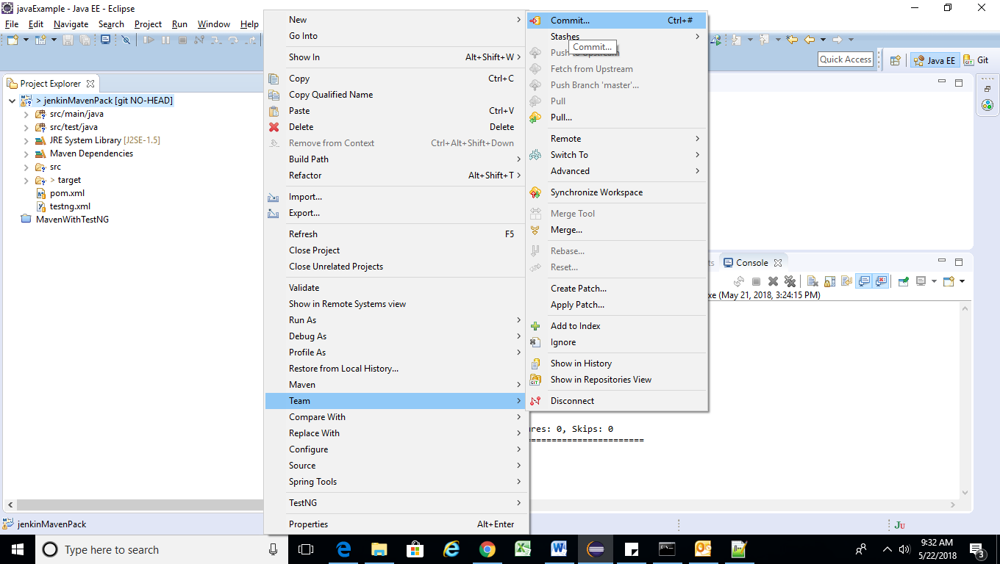 javaExample - Java EE - Eclipse
File Edit Navigate Search Project Run Window Help
Quick Access
Java EE
Git
Project Explorer
> jenkinMavenPack [git NO-HEAD]
src/main/java
src/test/java
JRE System Library [J2SE-1.5]
Maven Dependencies
src
> target
pom.xml
testng.xml
MavenWithTestNG
New
Go Into
Show In Alt+Shift+W >
Copy Ctrl+C
Copy Qualified Name
Paste Ctrl+V
Delete Delete
Remove from Context Ctrl+Alt+Shift+Down
Build Path
Refactor Alt+Shift+T >
Import...
Export...
Refresh F5
Close Project
Close Unrelated Projects
Validate
Show in Remote Systems view
Run As
Debug As
Profile As
Restore from Local History...
Maven
Team
Compare With
Replace With
Configure
Source
Spring Tools
TestNG
Properties Alt+Enter
Commit... Ctrl+#
Stashes
Commit...
Push to Upstream
Fetch from Upstream
Push Branch 'master'...
Pull
Pull...
Remote
Switch To
Advanced
Synchronize Workspace
Merge Tool
Merge...
Rebase...
Reset...
Create Patch...
Apply Patch...
Add to Index
Ignore
Show in History
Show in Repositories View
Disconnect
Console
xe (May 21, 2018, 3:24:15 PM)
ures: 0, Skips: 0
=======================
jenkinMavenPack
JU
Type here to search
9:32 AM
5/22/2018
3